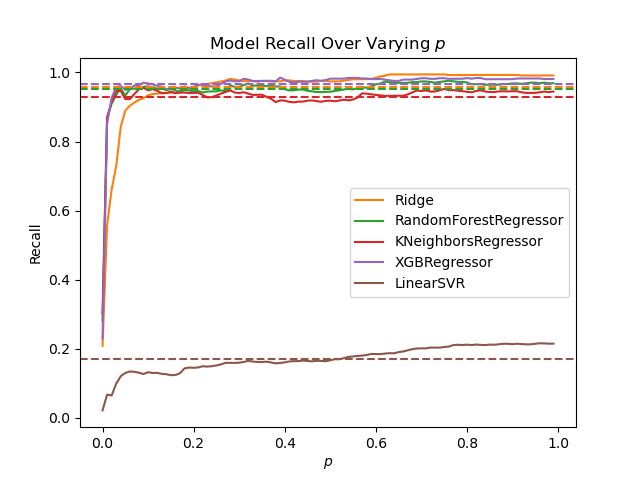 Model Recall Over Varying p
1.0
0.8
0.6
0.4
0.2
0.0
Recall
Ridge
RandomForestRegressor
KNeighborsRegressor
XGBRegressor
LinearSVR
0.0 0.2 0.4 0.6 0.8 1.0
p